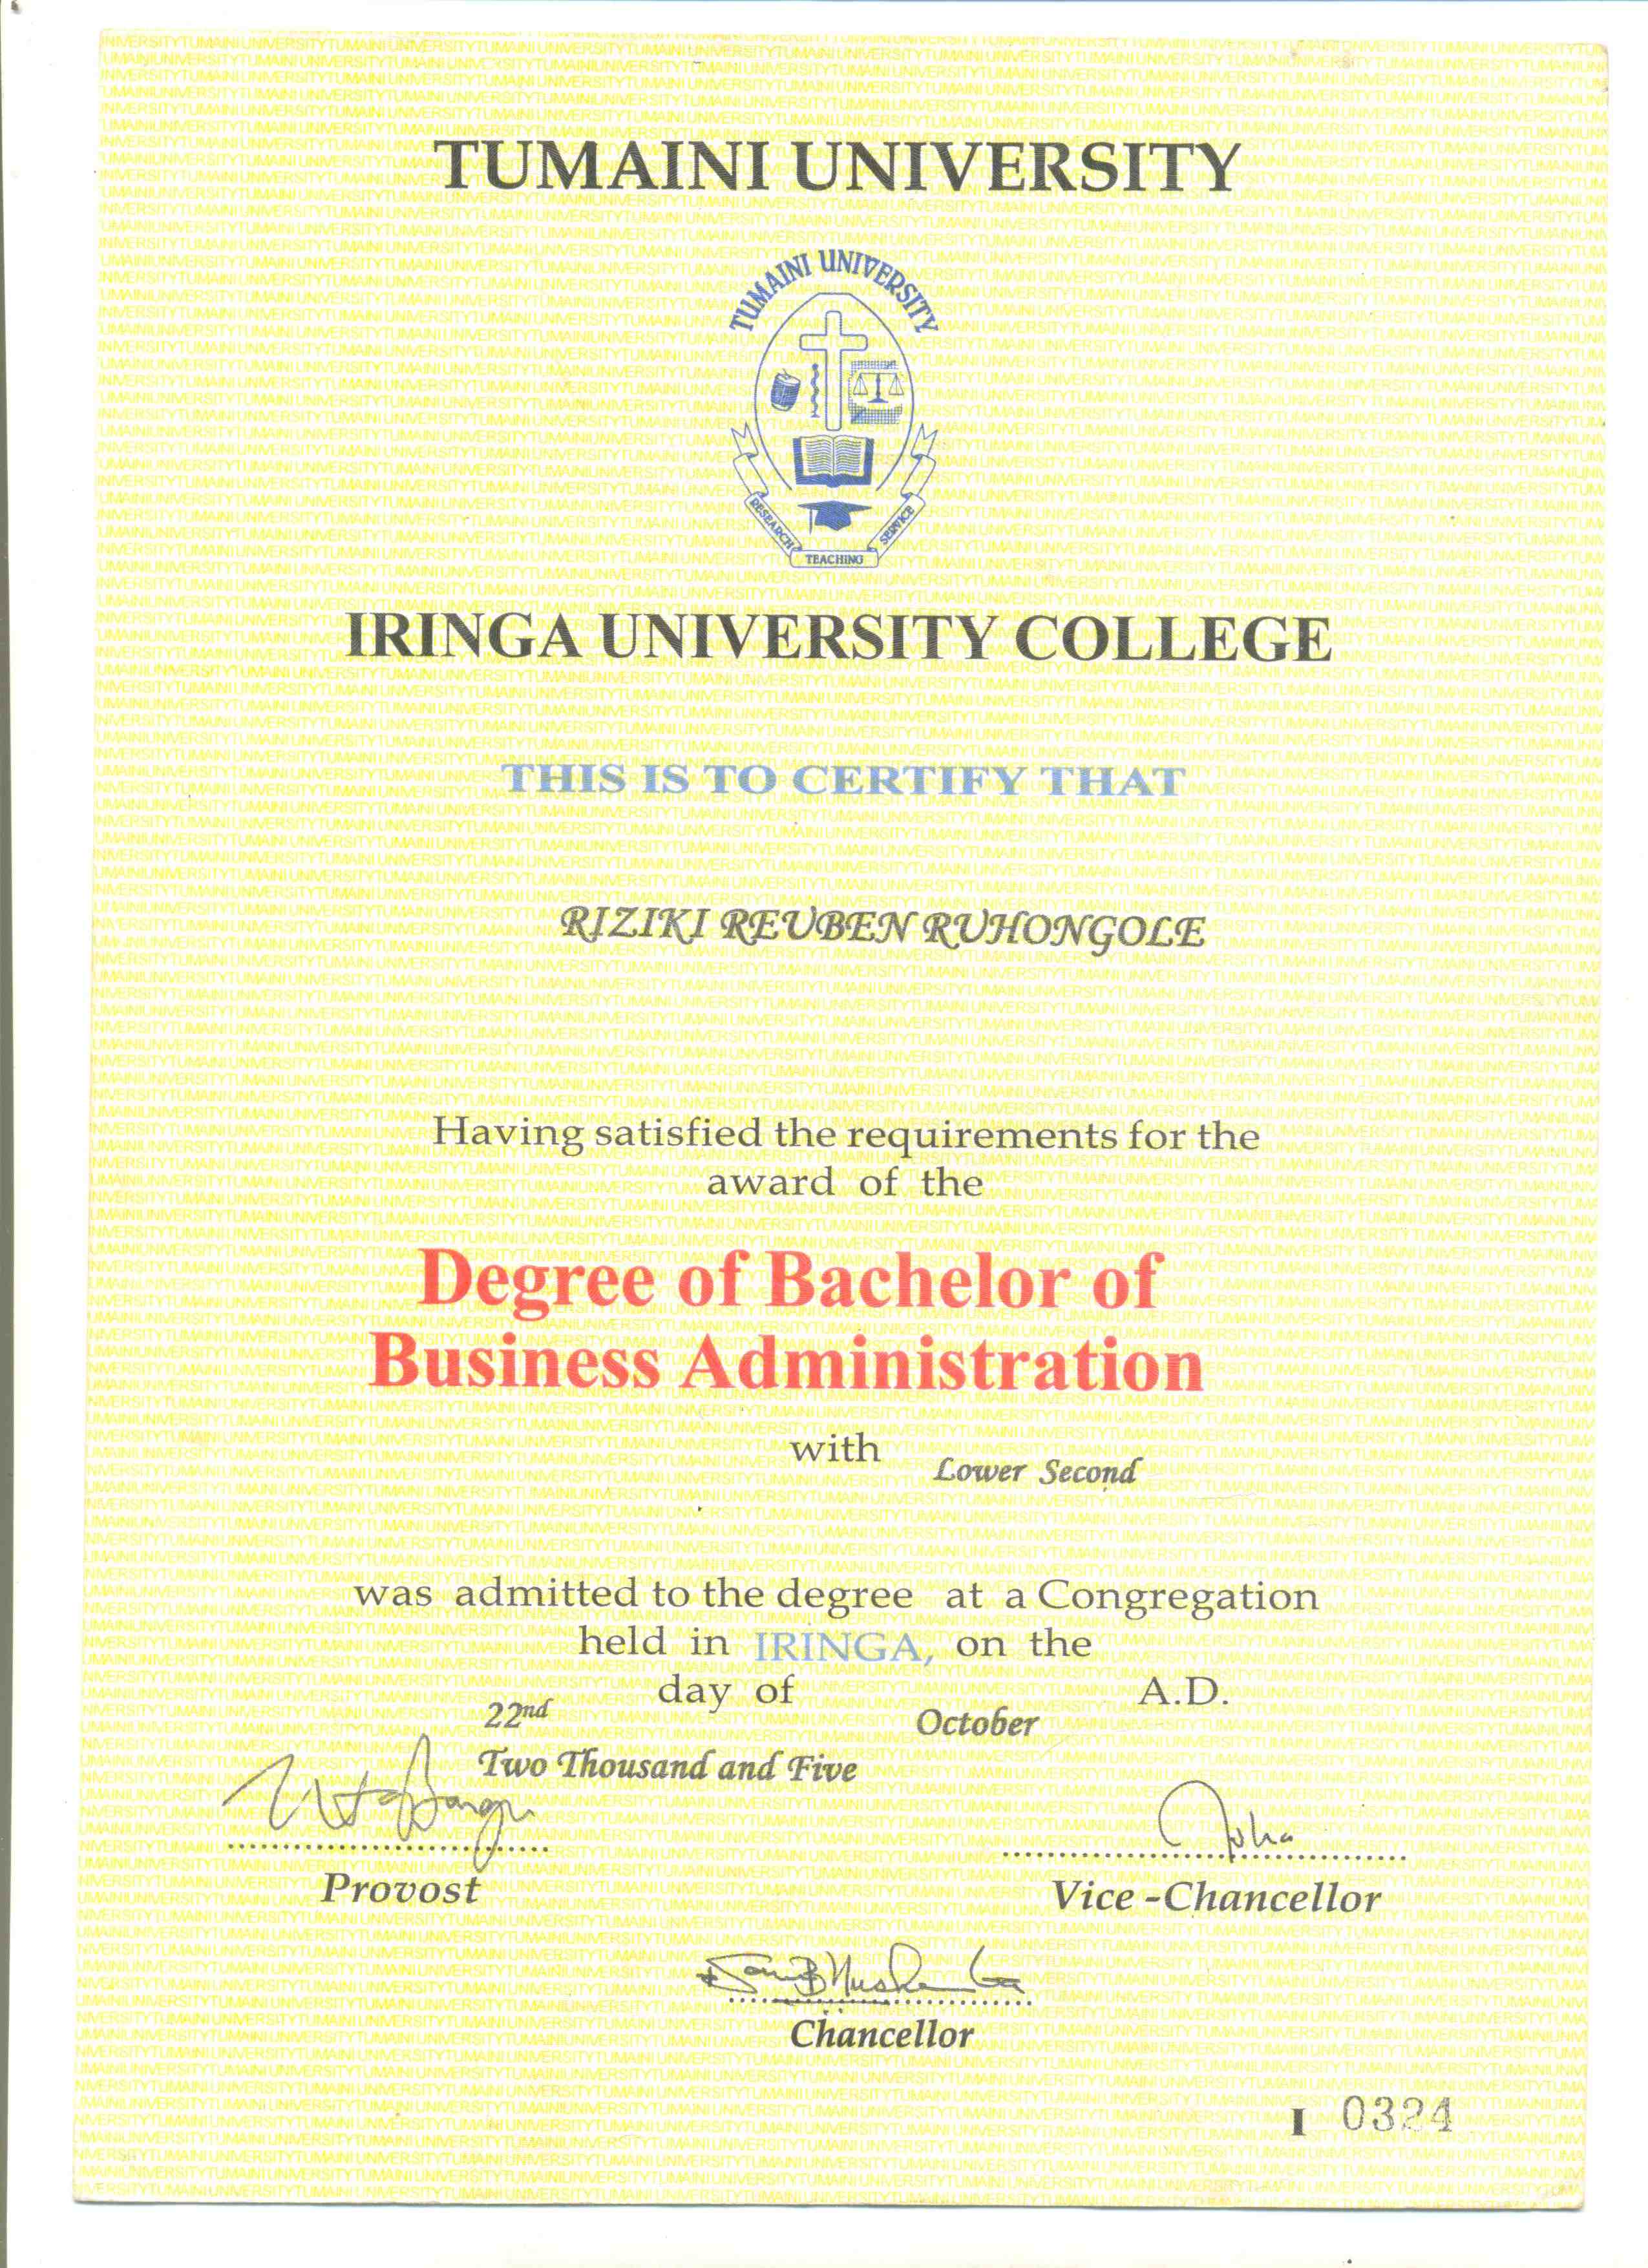 TUMAINI UNIVERSITY
TUMAINI UNIVERSITY
RESEARCH
TEACHING
SERVICE
IRINGA UNIVERSITY COLLEGE
THIS IS TO CERTIFY THAT
RIZIKI REUBEN RUHONGOLE
Having satisfied the requirements for the
award of the
Degree of Bachelor of
Business Administration
with Lower Second
was admitted to the degree at a Congregation
held in IRINGA, on the
22nd day of October A.D.
Two Thousand and Five
Provost
Vice -Chancellor
Chancellor
I 0324